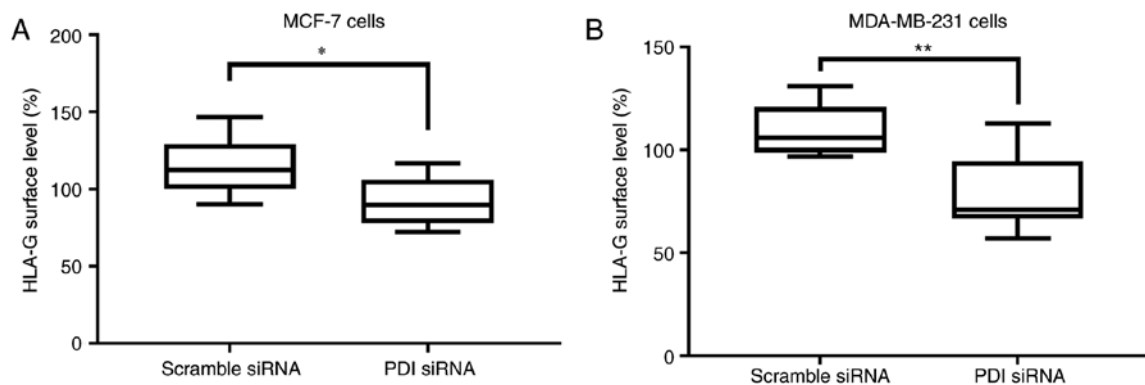 A
MCF-7 cells
HLA-G surface level (%)
200
150
100
50
0
*
Scramble siRNA
PDI siRNA
B
MDA-MB-231 cells
HLA-G surface level (%)
150
100
50
0
**
Scramble siRNA
PDI siRNA